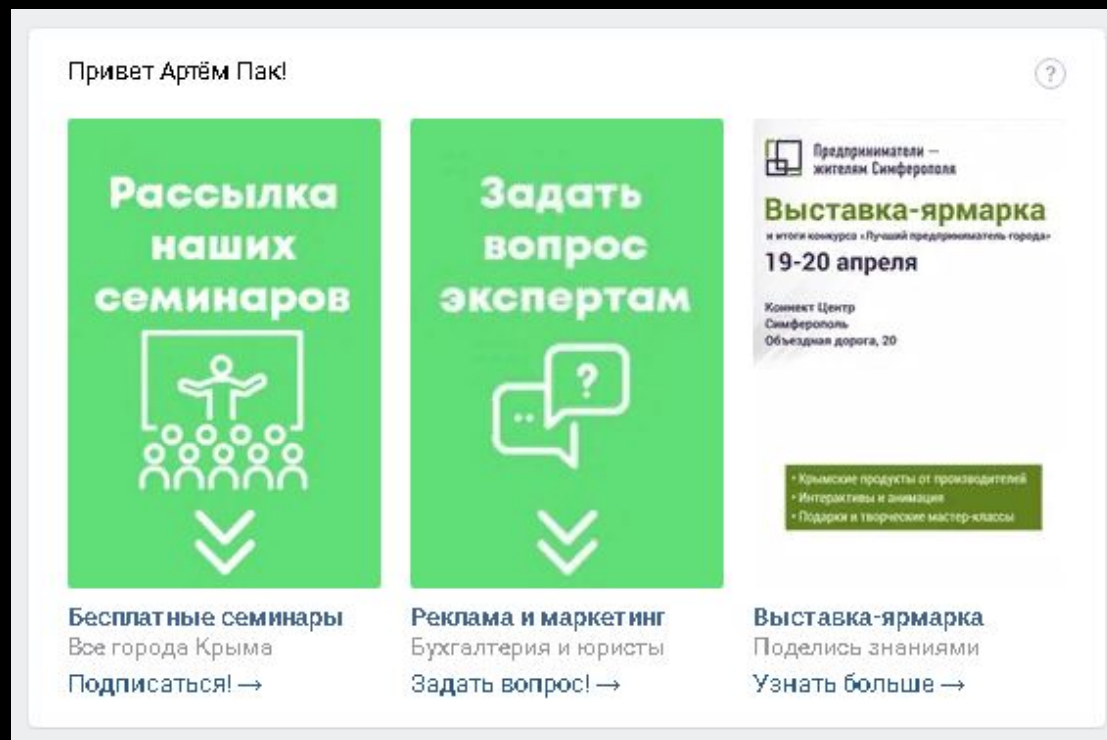 Привет Артём Пак!
?
Рассылка
наших
семинаров
Бесплатные семинары
Все города Крыма
Подписаться! →
Задать
вопрос
экспертам
?
Реклама и маркетинг
Бухгалтерия и юристы
Задать вопрос! →
Предприниматели —
жителям Симферополя
Выставка-ярмарка
и итоги конкурса «Лучший предприниматель города»
19-20 апреля
Коннект Центр
Симферополь
Объездная дорога, 20
• Крымские продукты от производителей
• Интерактивы и анимация
• Подарки и творческие мастер-классы
Выставка-ярмарка
Поделись знаниями
Узнать больше →